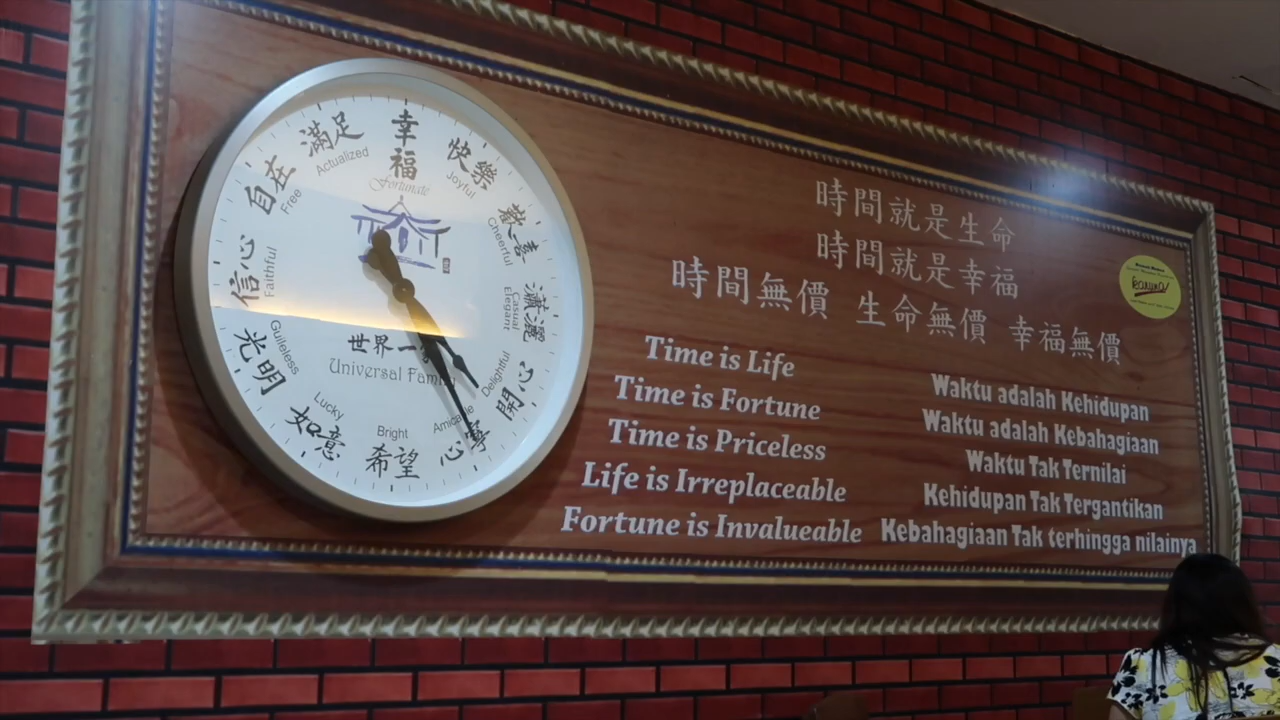 幸福
Fortunate
快樂
Joyful
歡喜
Cheerful
瀟灑
Casual
Elegant
開心
Delightful
心寧
希望
Bright
如意
Lucky
光明
Guileless
信心
Faithful
自在
Free
滿足
Actualized
世界一
Universal Family
時間就是生命
時間就是幸福
時間無價 生命無價 幸福無價
Time is Life
Time is Fortune
Time is Priceless
Life is Irreplaceable
Fortune is Invalueable
Waktu adalah Kehidupan
Waktu adalah Kebahagiaan
Waktu Tak Ternilai
Kehidupan Tak Tergantikan
Kebahagiaan Tak terhingga nilainya